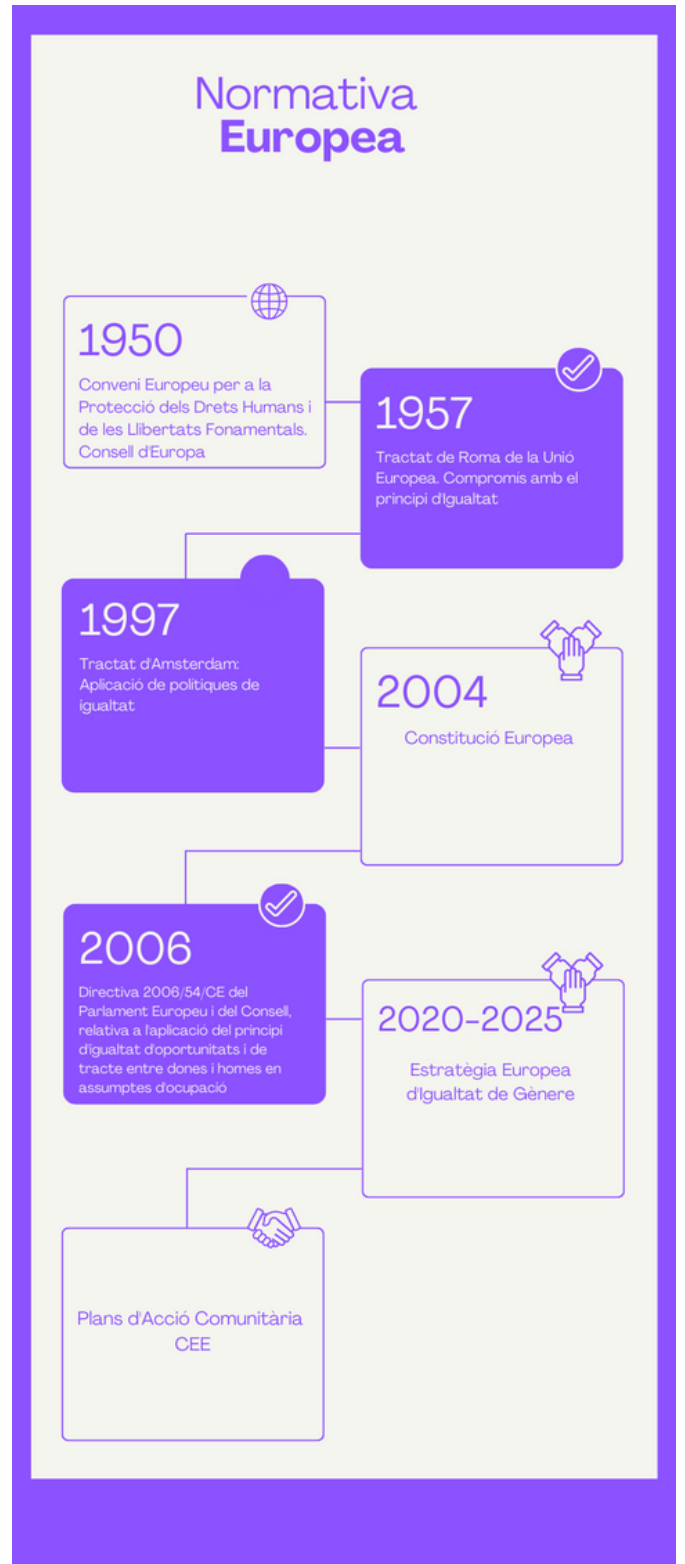 Normativa
Europea
1950
Conveni Europeu per a la
Protecció dels Drets Humans i
de les Llibertats Fonamentals.
Consell d'Europa
1957
Tractat de Roma de la Unió
Europea. Compromís amb el
principi d'Igualtat
1997
Tractat d'Amsterdam:
Aplicació de polítiques de
igualtat
2004
Constitució Europea
2006
Directiva 2006/54/CE del
Parlament Europeu i del Consell,
relativa a l'aplicació del principi
d'igualtat d'oportunitats i de
tracte entre dones i homes en
assumptes d'ocupació
2020-2025
Estratègia Europea
d'Igualtat de Gènere
Plans d'Acció Comunitària
CEE